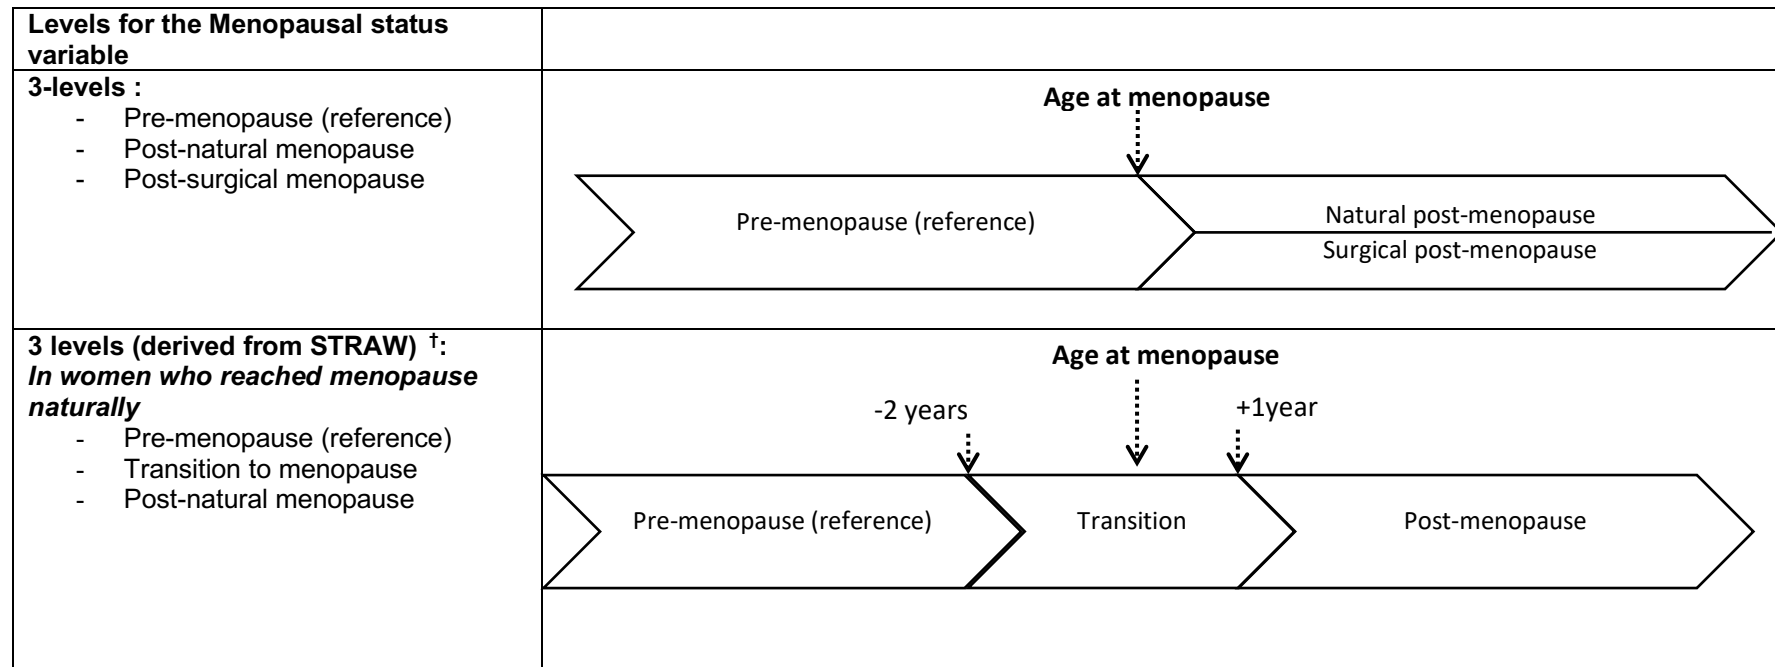 Levels for the Menopausal status
variable
3-levels :
- Pre-menopause (reference)
- Post-natural menopause
- Post-surgical menopause
Age at menopause
Pre-menopause (reference)
Natural post-menopause
Surgical post-menopause
3 levels (derived from STRAW) †:
In women who reached menopause
naturally
- Pre-menopause (reference)
- Transition to menopause
- Post-natural menopause
Age at menopause
-2 years
+1year
Pre-menopause (reference)
Transition
Post-menopause